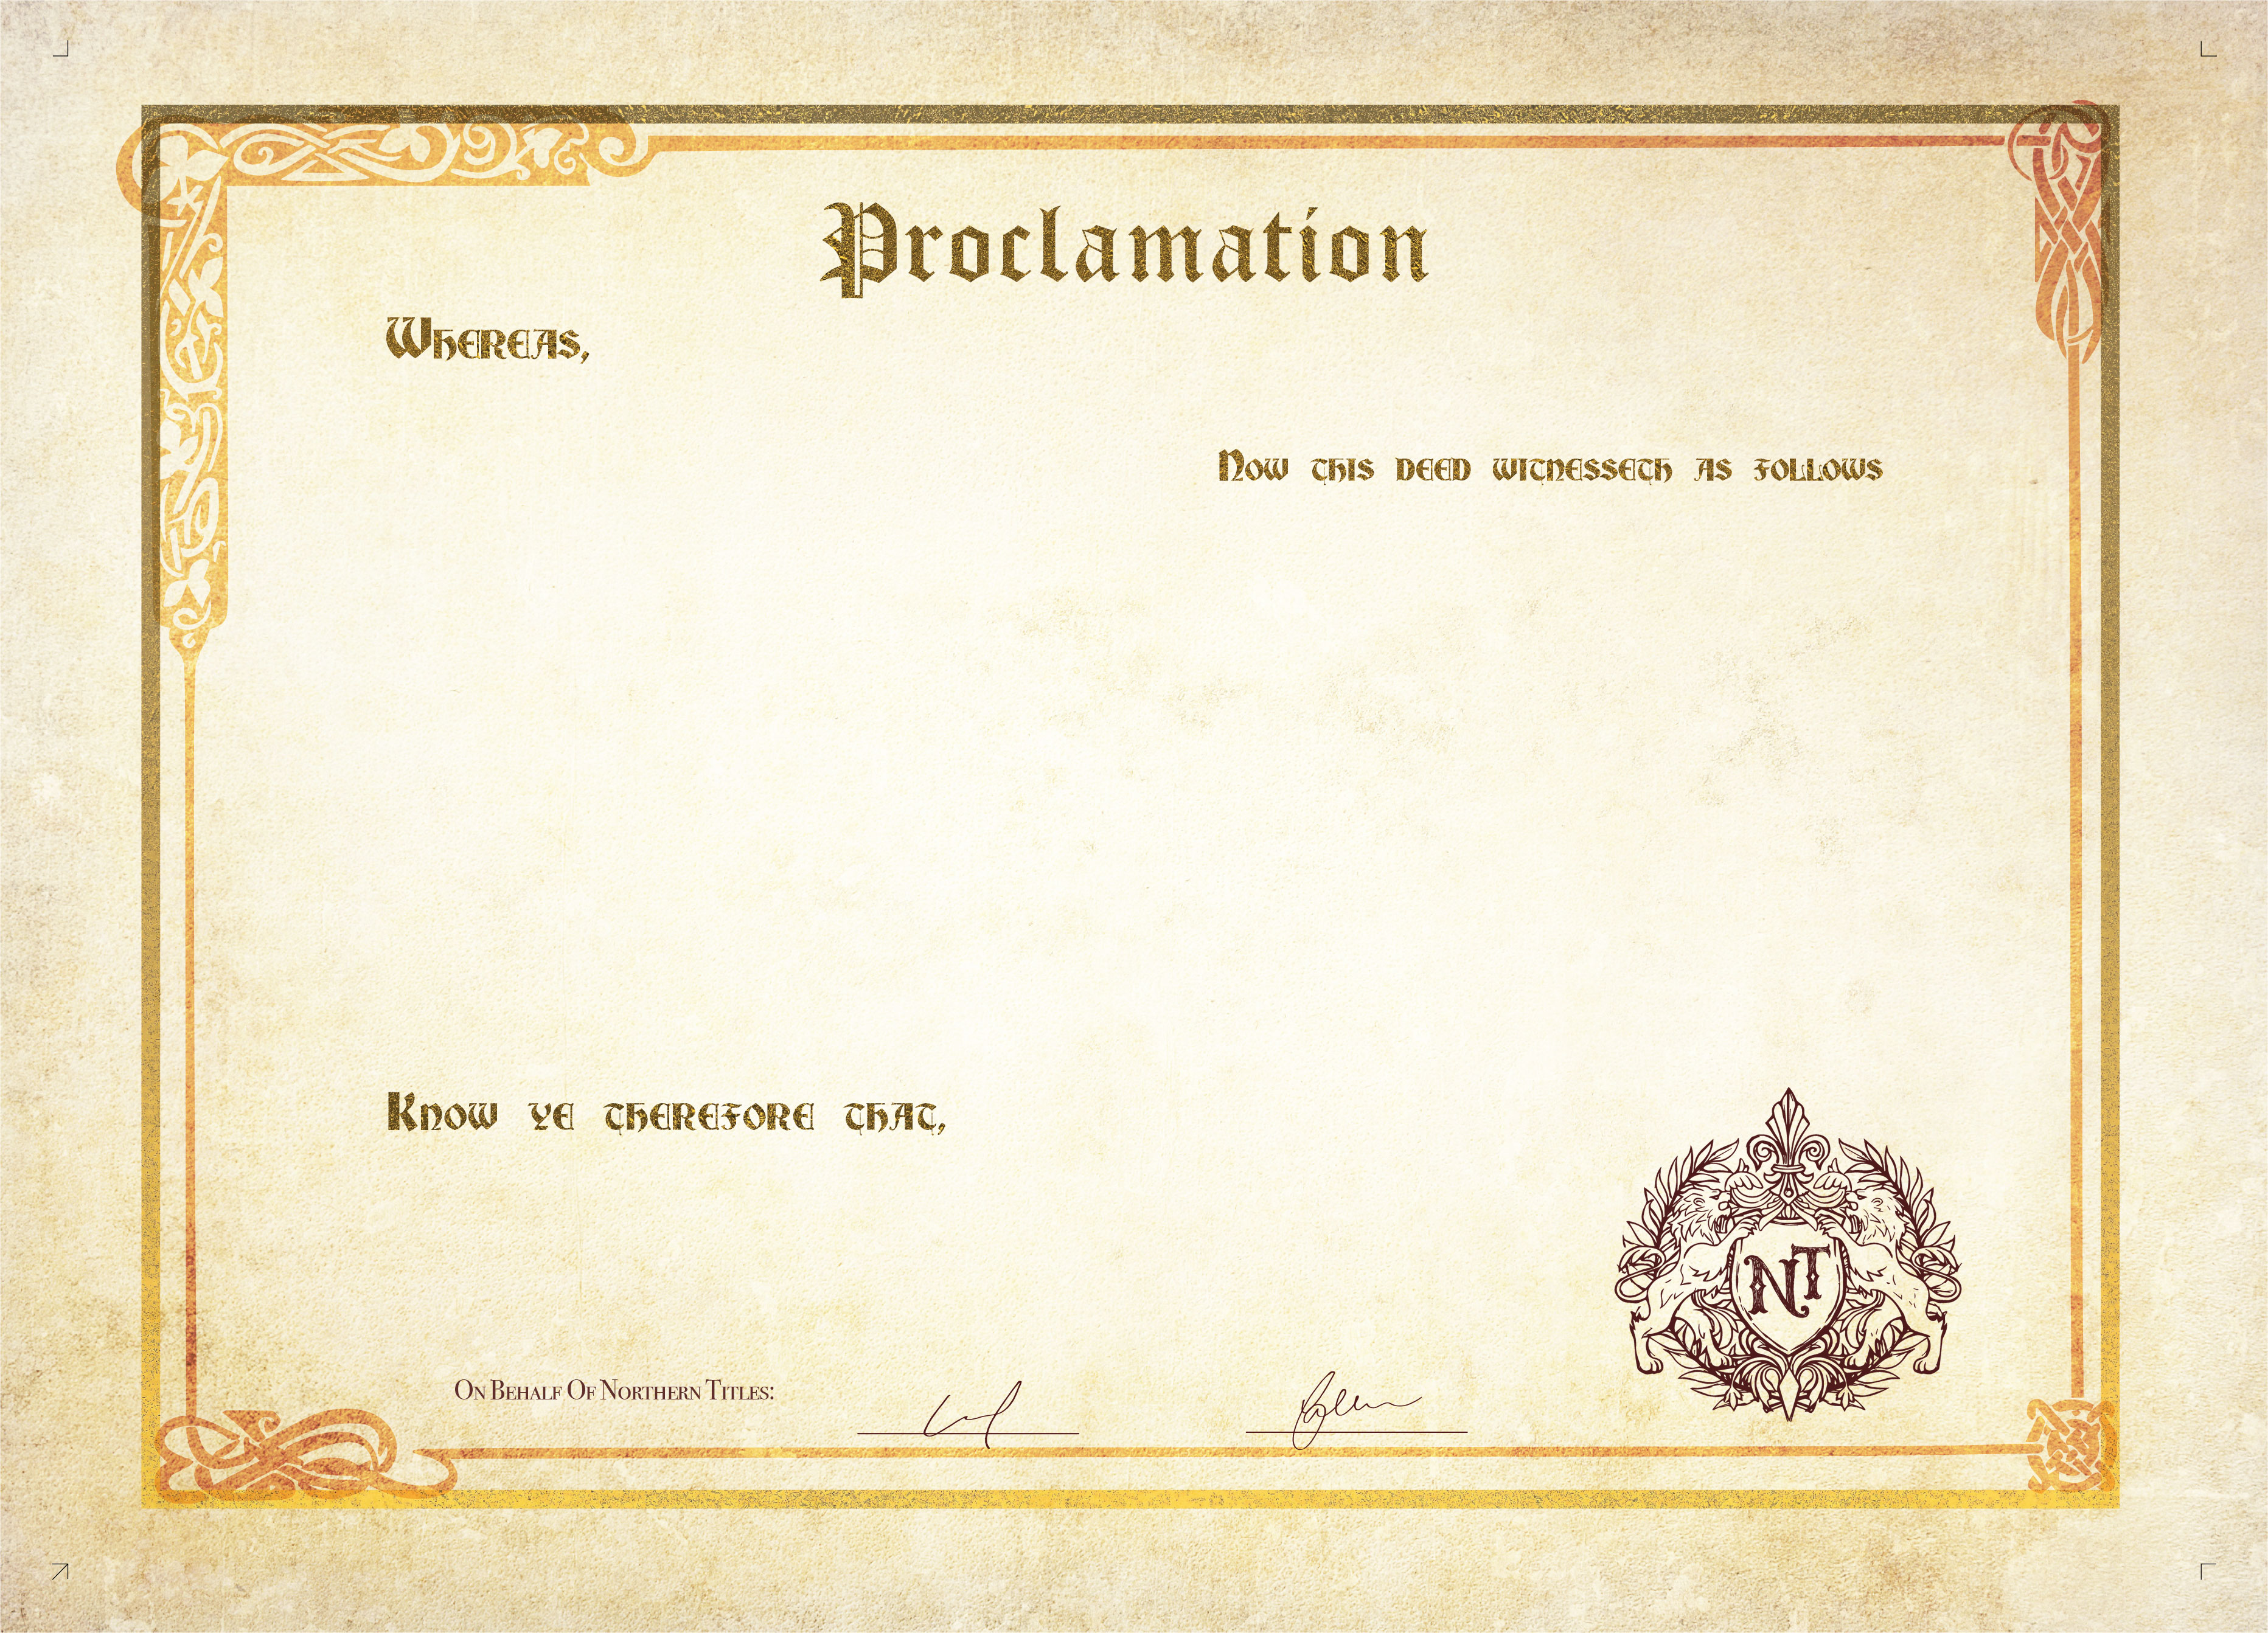 Proclamation
Whereas,
Now this deed witnesseth as follows
Know ye therefore that,
NT
On Behalf Of Northern Titles: